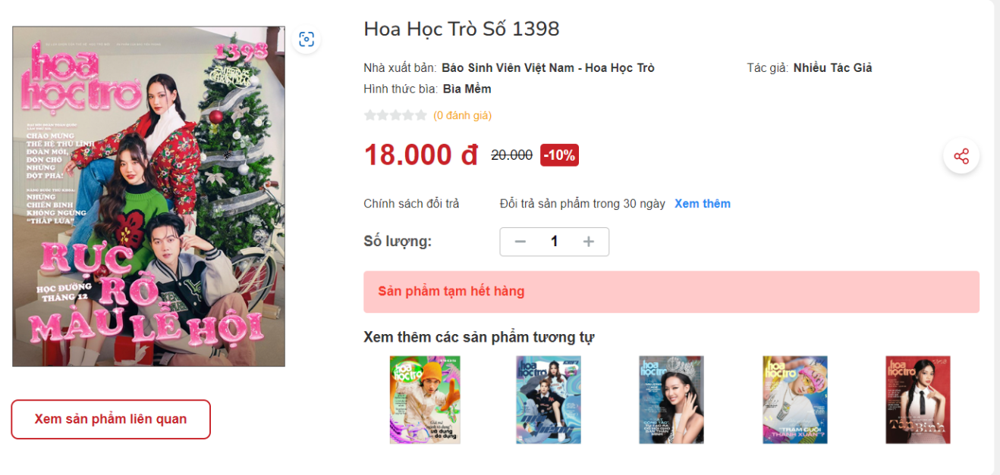 hoa
học trò
1398
CHÀO MỪNG
THẾ HỆ THỦ LĨNH
ĐOÀN MỚI,
ĐÓN CHỜ
NHỮNG
ĐỘT PHÁ!
NHỮNG
CHIẾN BINH
KHÔNG NGỪNG
"THẮP LỬA"
RỰC
RỠ
HỌC ĐƯỜNG
THÁNG 12
MÀU LỄ HỘI
Xem sản phẩm liên quan
Hoa Học Trò Số 1398
Nhà xuất bản: Báo Sinh Viên Việt Nam - Hoa Học Trò Tác giả: Nhiều Tác Giả
Hình thức bìa: Bìa Mềm
(0 đánh giá)
18.000 đ 20.000 -10%
Chính sách đổi trả Đổi trả sản phẩm trong 30 ngày Xem thêm
Số lượng: 1
Sản phẩm tạm hết hàng
Xem thêm các sản phẩm tương tự
hoa
học trò
hoa
học trò
hoa
học trò
hoa
học trò
hoa
học trò